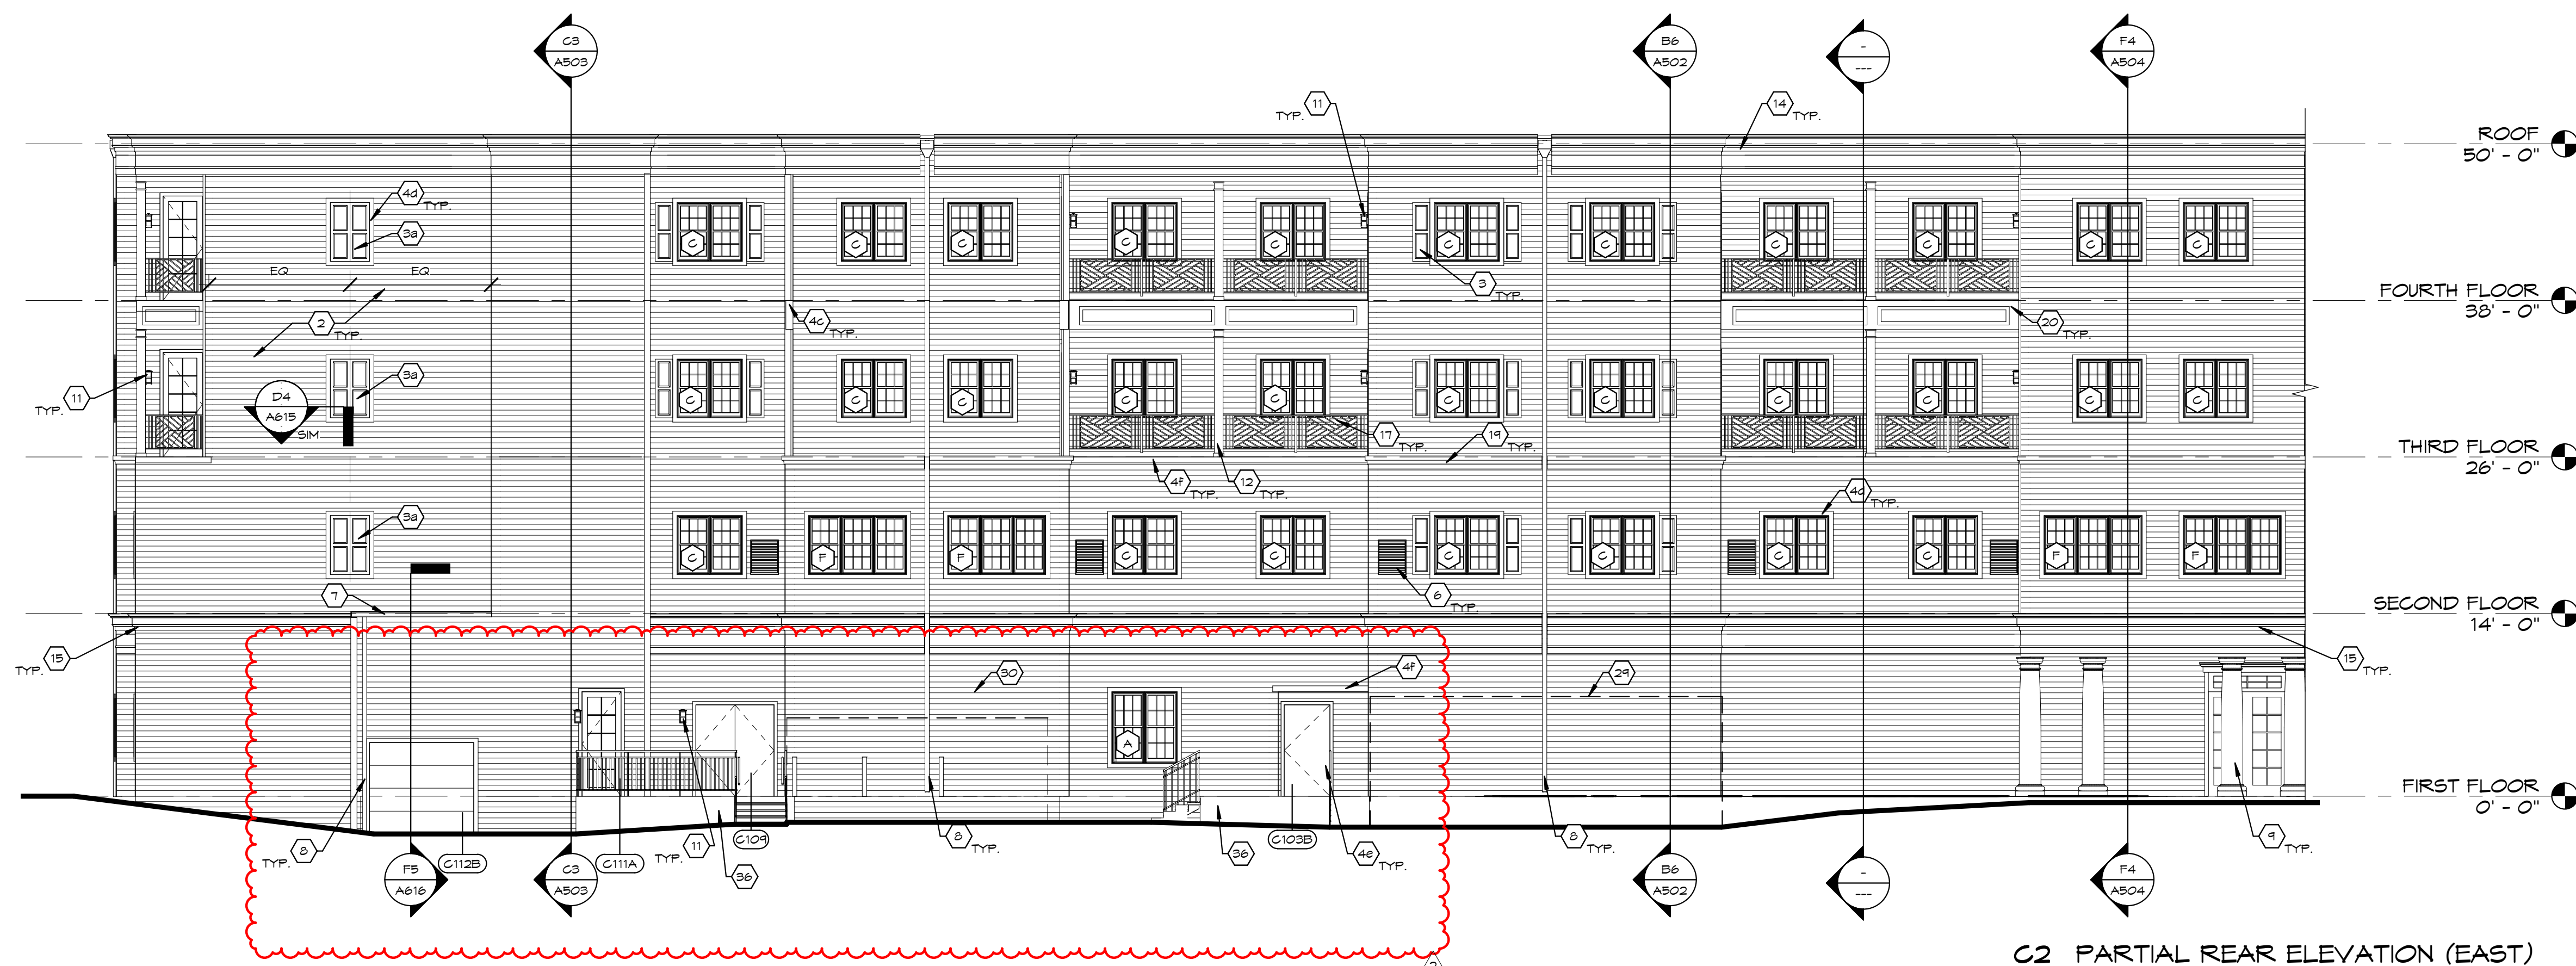 C3
A503
B6
A502
-
---
F4
A504
11
TYP.
14
TYP.
ROOF
50' - 0"
4d
TYP.
3a
C
C
C
C
C
C
C
C
C
C
C
EQ
EQ
3
TYP.
FOURTH FLOOR
38' - 0"
2
TYP.
4c
TYP.
20
TYP.
3a
11
TYP.
D4
A615
SIM
C
C
C
C
C
C
C
C
C
C
C
17
TYP.
19
TYP.
THIRD FLOOR
26' - 0"
4f
TYP.
12
TYP.
4d
TYP.
3a
C
F
F
C
C
C
C
C
C
F
F
7
6
TYP.
SECOND FLOOR
14' - 0"
15
TYP.
30
4f
29
15
TYP.
A
FIRST FLOOR
0' - 0"
8
TYP.
C112B
C111A
11
TYP.
C109
36
8
TYP.
36
C103B
4e
TYP.
8
TYP.
9
TYP.
F5
A616
C3
A503
B6
A502
-
---
F4
A504
C2 PARTIAL REAR ELEVATION (EAST)